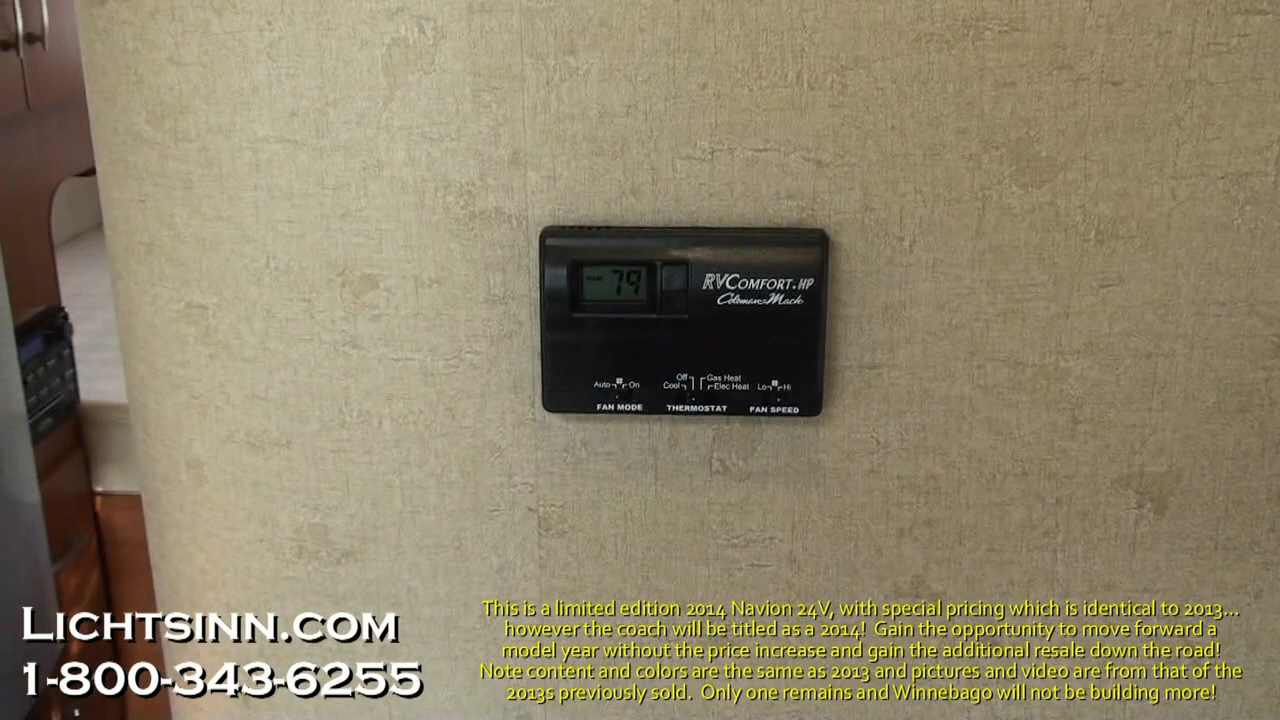 79
RVCOMFORT.HP
Coleman-Mach
Off Gas Heat
Auto On Cool Elec Heat Lo Hi
FAN MODE THERMOSTAT FAN SPEED
LICHTSINN.COM
1-800-343-6255
This is a limited edition 2014 Navion 24V, with special pricing which is identical to 2013...
however the coach will be titled as a 2014! Gain the opportunity to move forward a
model year without the price increase and gain the additional resale down the road!
Note content and colors are the same as 2013 and pictures and video are from that of the
2013s previously sold. Only one remains and Winnebago will not be building more!